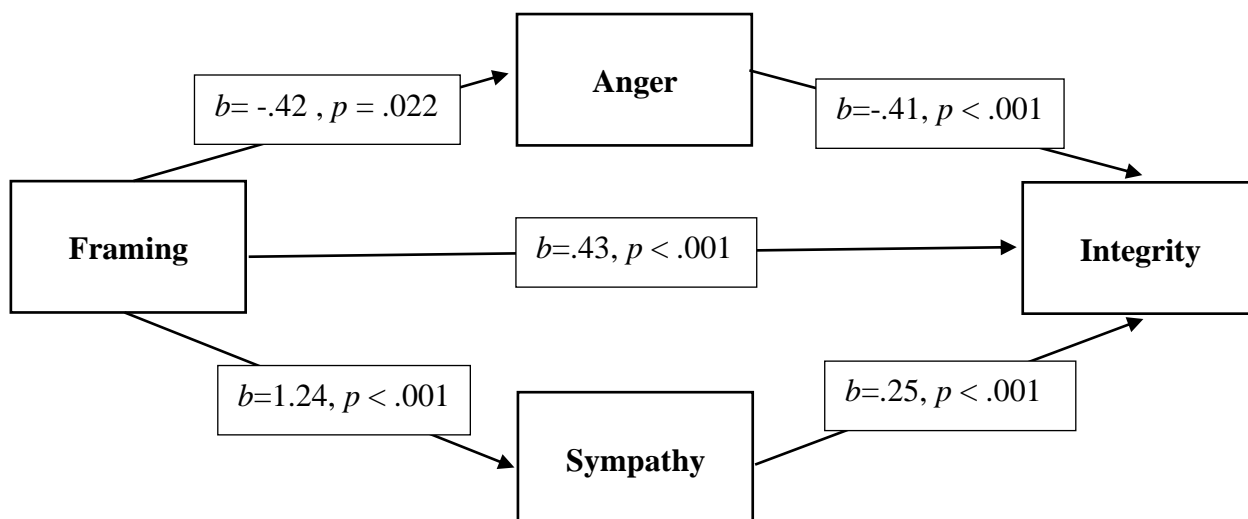 Anger
b= -.42 , p = .022
b=-.41, p < .001
Framing
b=.43, p < .001
Integrity
b=1.24, p < .001
b=.25, p < .001
Sympathy